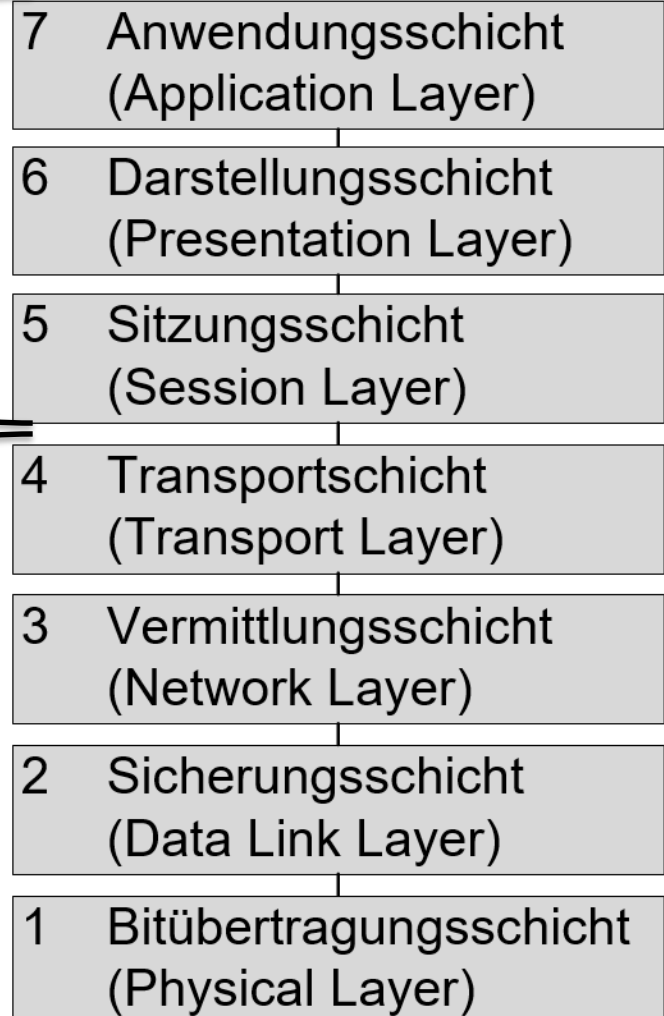 7 Anwendungsschicht
(Application Layer)
6 Darstellungsschicht
(Presentation Layer)
5 Sitzungsschicht
(Session Layer)
4 Transportschicht
(Transport Layer)
3 Vermittlungsschicht
(Network Layer)
2 Sicherungsschicht
(Data Link Layer)
1 Bitübertragungsschicht
(Physical Layer)